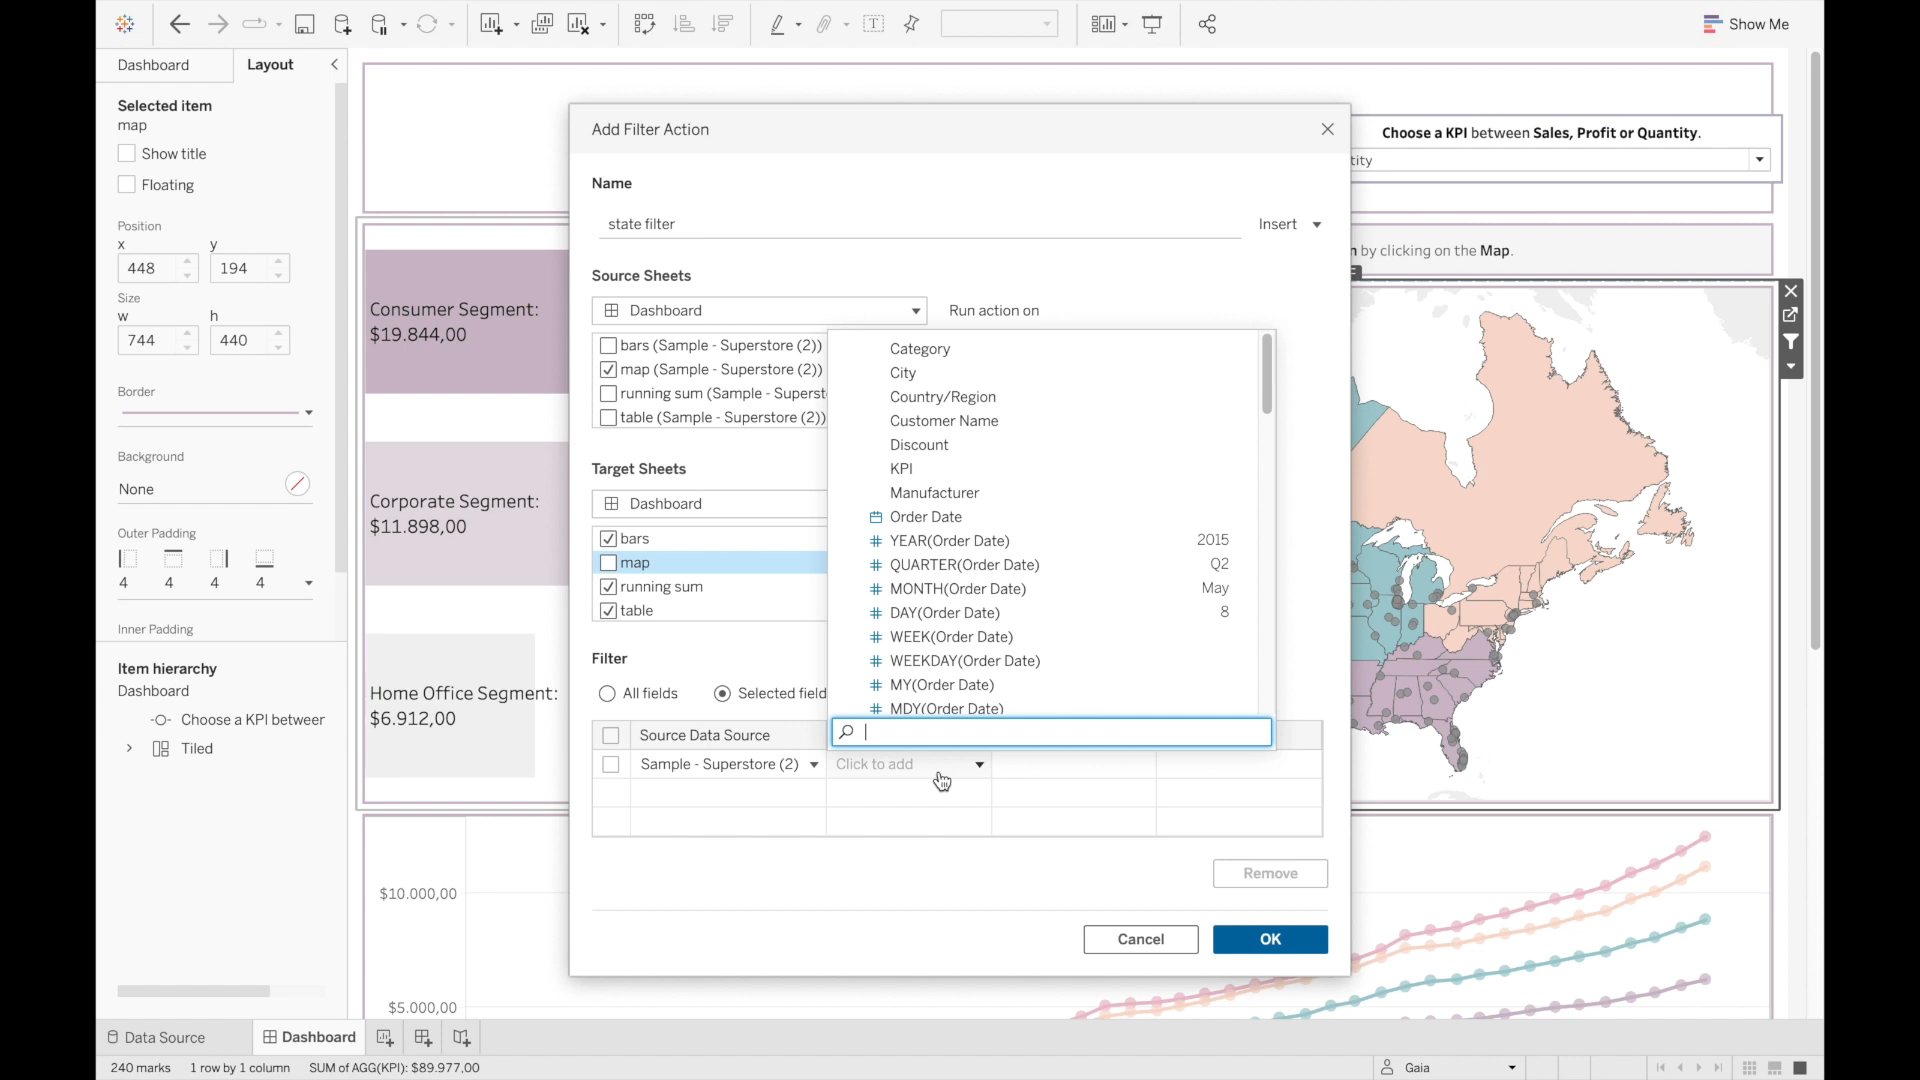 Show Me
Dashboard
Layout
Selected item
map
Show title
Floating
Position
x
y
448
194
Size
w
h
744
440
Border
Background
None
Outer Padding
4
4
4
4
Inner Padding
Item hierarchy
Dashboard
Choose a KPI between
Tiled
Choose a KPI between Sales, Profit or Quantity.
tity
n by clicking on the Map.
Consumer Segment:
$19.844,00
Corporate Segment:
$11.898,00
Home Office Segment:
$6.912,00
$10.000,00
$5.000,00
Add Filter Action
Name
state filter
Insert
Source Sheets
Dashboard
Run action on
bars (Sample - Superstore (2))
map (Sample - Superstore (2))
running sum (Sample - Superst
table (Sample - Superstore (2))
Target Sheets
Dashboard
bars
map
running sum
table
Filter
All fields
Selected field
Source Data Source
Sample - Superstore (2)
Click to add
Category
City
Country/Region
Customer Name
Discount
KPI
Manufacturer
Order Date
YEAR(Order Date) 2015
QUARTER(Order Date) Q2
MONTH(Order Date) May
DAY(Order Date) 8
WEEK(Order Date)
WEEKDAY(Order Date)
MY(Order Date)
MDY(Order Date)
Remove
Cancel
OK
Data Source
Dashboard
240 marks
1 row by 1 column
SUM of AGG(KPI): $89.977,00
Gaia